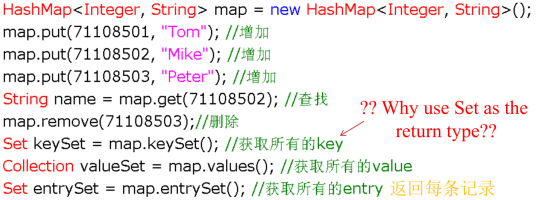 HashMap<Integer, String> map = new HashMap<Integer, String>();
map.put(71108501, "Tom"); //增加
map.put(71108502, "Mike"); //增加
map.put(71108503, "Peter"); //增加
String name = map.get(71108502); //查找
map.remove(71108503);//删除
?? Why use Set as the
return type??
Set keySet = map.keySet(); //获取所有的key
Collection valueSet = map.values(); //获取所有的value
Set entrySet = map.entrySet(); //获取所有的entry 返回每条记录